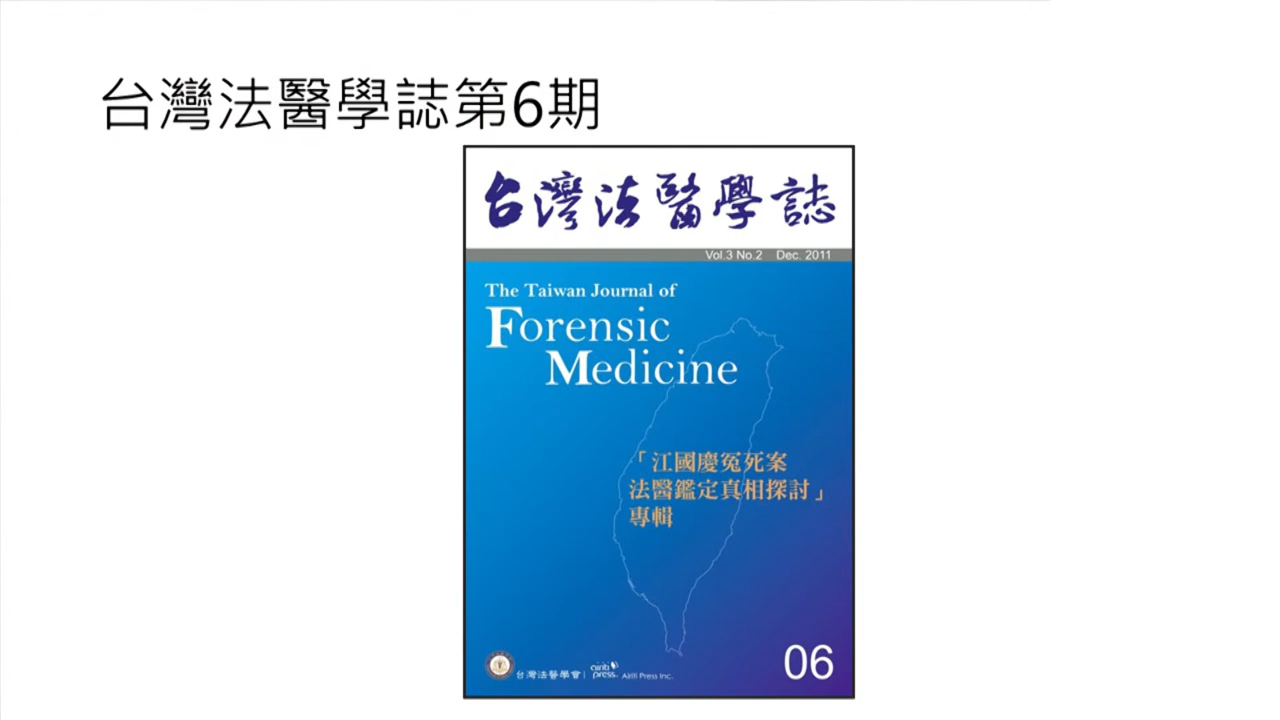 台灣法醫學誌第6期
台灣法醫學誌
Vol.3 No.2 Dec. 2011
The Taiwan Journal of
Forensic
Medicine
「江國慶冤死案
法醫鑑定真相探討」
專輯
06
台灣法醫學會 | airiti press. Airiti Press Inc.